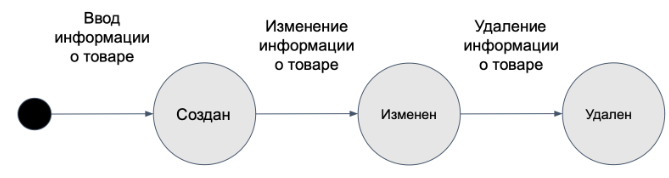 Ввод
информации
о товаре
Изменение
информации
о товаре
Удаление
информации
о товаре
Создан
Изменен
Удален